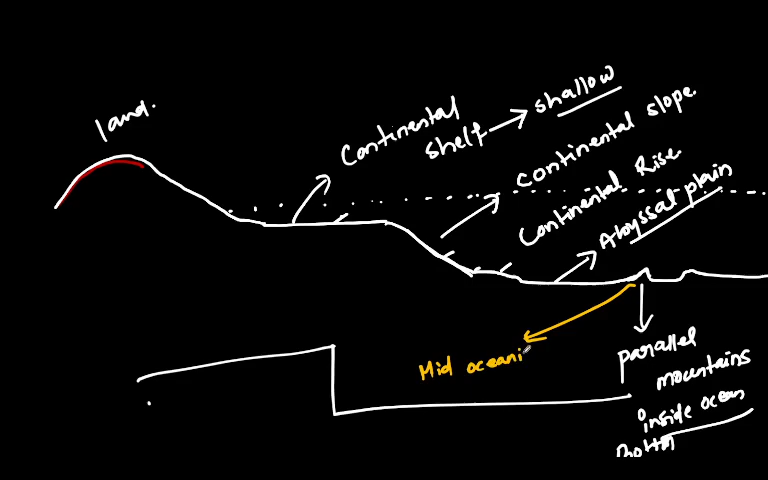 land.
Continental
shelf → shallow
Continental slope.
Continental Rise
Abyssal plain
Mid oceani
parallel
mountains
inside ocean